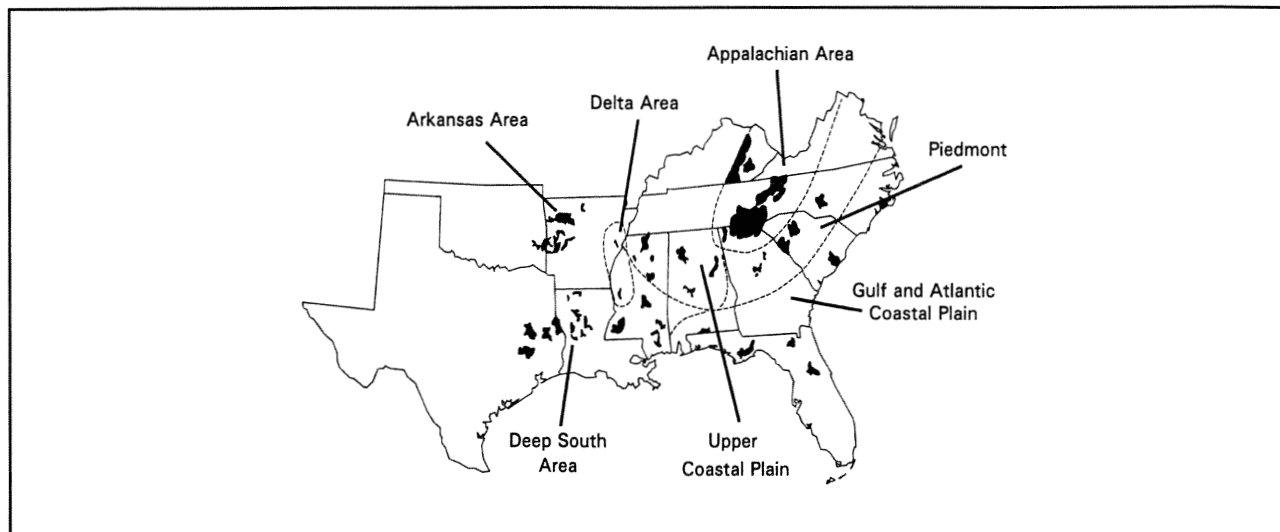 Appalachian Area
Delta Area
Arkansas Area
Piedmont
Gulf and Atlantic
Coastal Plain
Deep South
Area
Upper
Coastal Plain